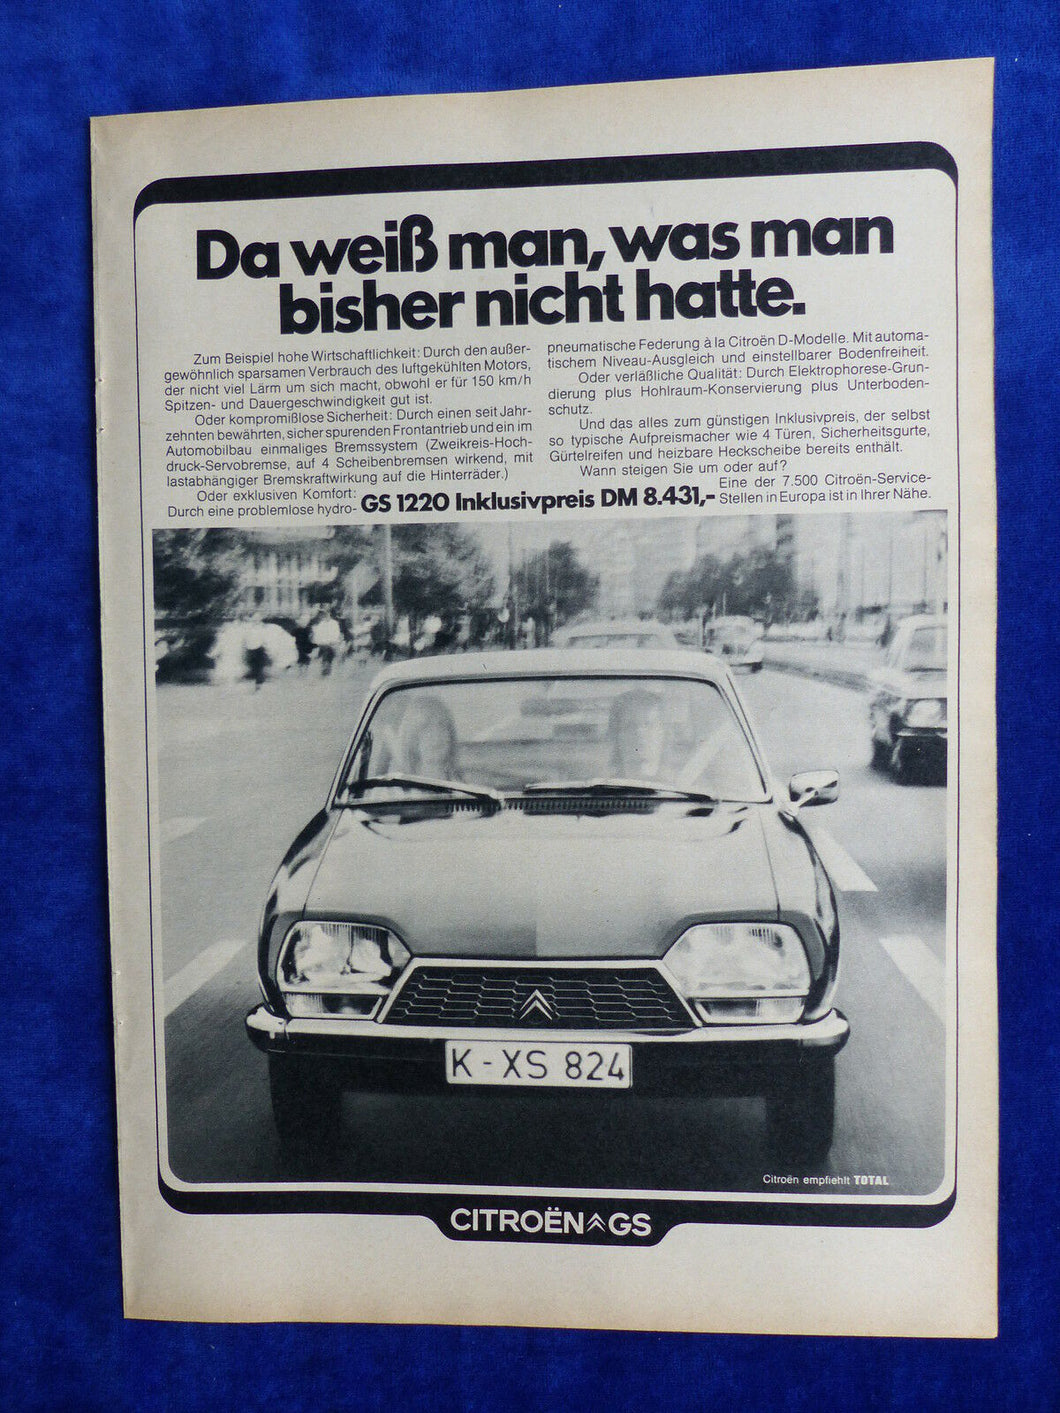 Da weiß man, was man
bisher nicht hatte.
Zum Beispiel hohe Wirtschaftlichkeit: Durch den außer-
gewöhnlich sparsamen Verbrauch des luftgekühlten Motors,
der nicht viel Lärm um sich macht, obwohl er für 150 km/h
Spitzen- und Dauergeschwindigkeit gut ist.
Oder kompromißlose Sicherheit: Durch einen seit Jahr-
zehnten bewährten, sicher spurenden Frontantrieb und ein im
Automobilbau einmaliges Bremssystem (Zweikreis-Hoch-
druck-Servobremse, auf 4 Scheibenbremsen wirkend, mit
lastabhängiger Bremskraftwirkung auf die Hinterräder.)
Oder exklusiven Komfort:
Durch eine problemlose hydro-
pneumatische Federung à la Citroën D-Modelle. Mit automa-
tischem Niveau-Ausgleich und einstellbarer Bodenfreiheit.
Oder verläßliche Qualität: Durch Elektrophorese-Grun-
dierung plus Hohlraum-Konservierung plus Unterboden-
schutz.
Und das alles zum günstigen Inklusivpreis, der selbst
so typische Aufpreismacher wie 4 Türen, Sicherheitsgurte,
Gürtelreifen und heizbare Heckscheibe bereits enthält.
Wann steigen Sie um oder auf?
Eine der 7.500 Citroën-Service-
Stellen in Europa ist in Ihrer Nähe.
GS 1220 Inklusivpreis DM 8.431,-
K - XS 824
Citroën empfiehlt TOTAL
CITROËN GS